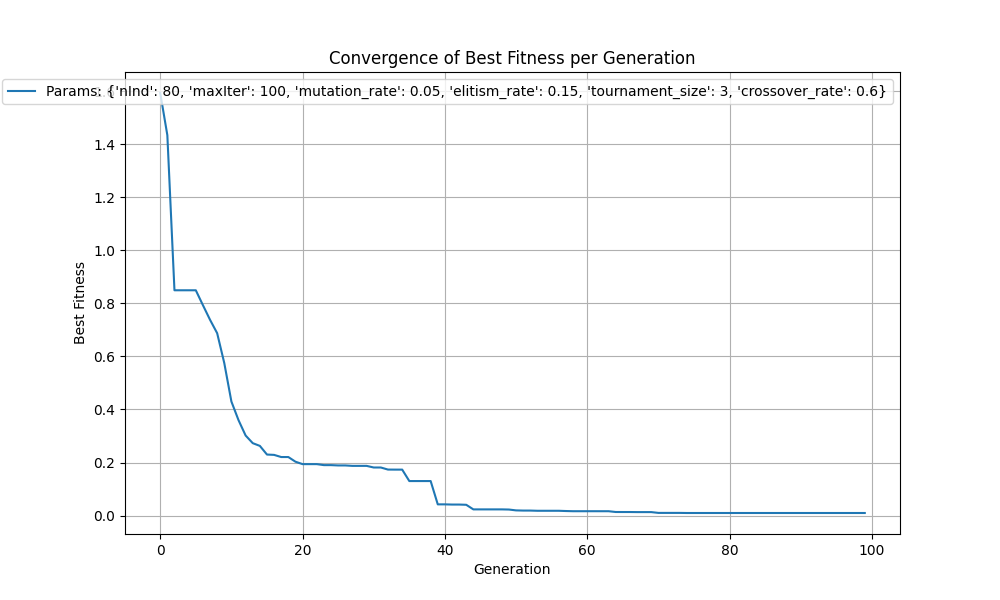 Convergence of Best Fitness per Generation
Params: {'nInd': 80, 'maxIter': 100, 'mutation_rate': 0.05, 'elitism_rate': 0.15, 'tournament_size': 3, 'crossover_rate': 0.6}
1.4
1.2
1.0
0.8
0.6
0.4
0.2
0.0
Best Fitness
0 20 40 60 80 100
Generation